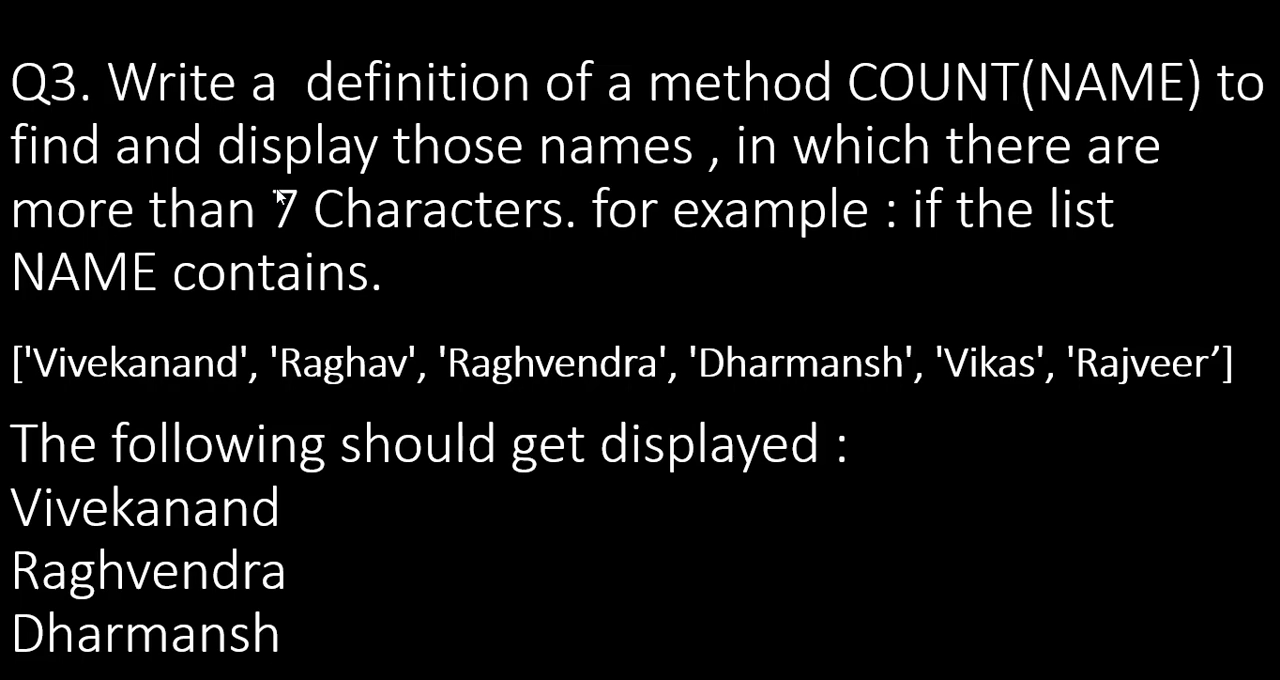 Q3. Write a  definition of a method COUNT(NAME) to
find and display those names , in which there are
more than 7 Characters. for example : if the list
NAME contains.
['Vivekanand', 'Raghav', 'Raghvendra', 'Dharmansh', 'Vikas', 'Rajveer’]
The following should get displayed :
Vivekanand
Raghvendra
Dharmansh